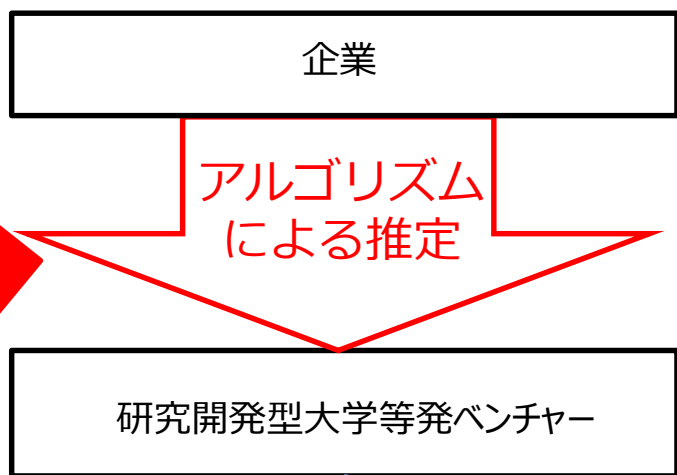 企業
アルゴリズム
による推定
研究開発型大学等発ベンチャー